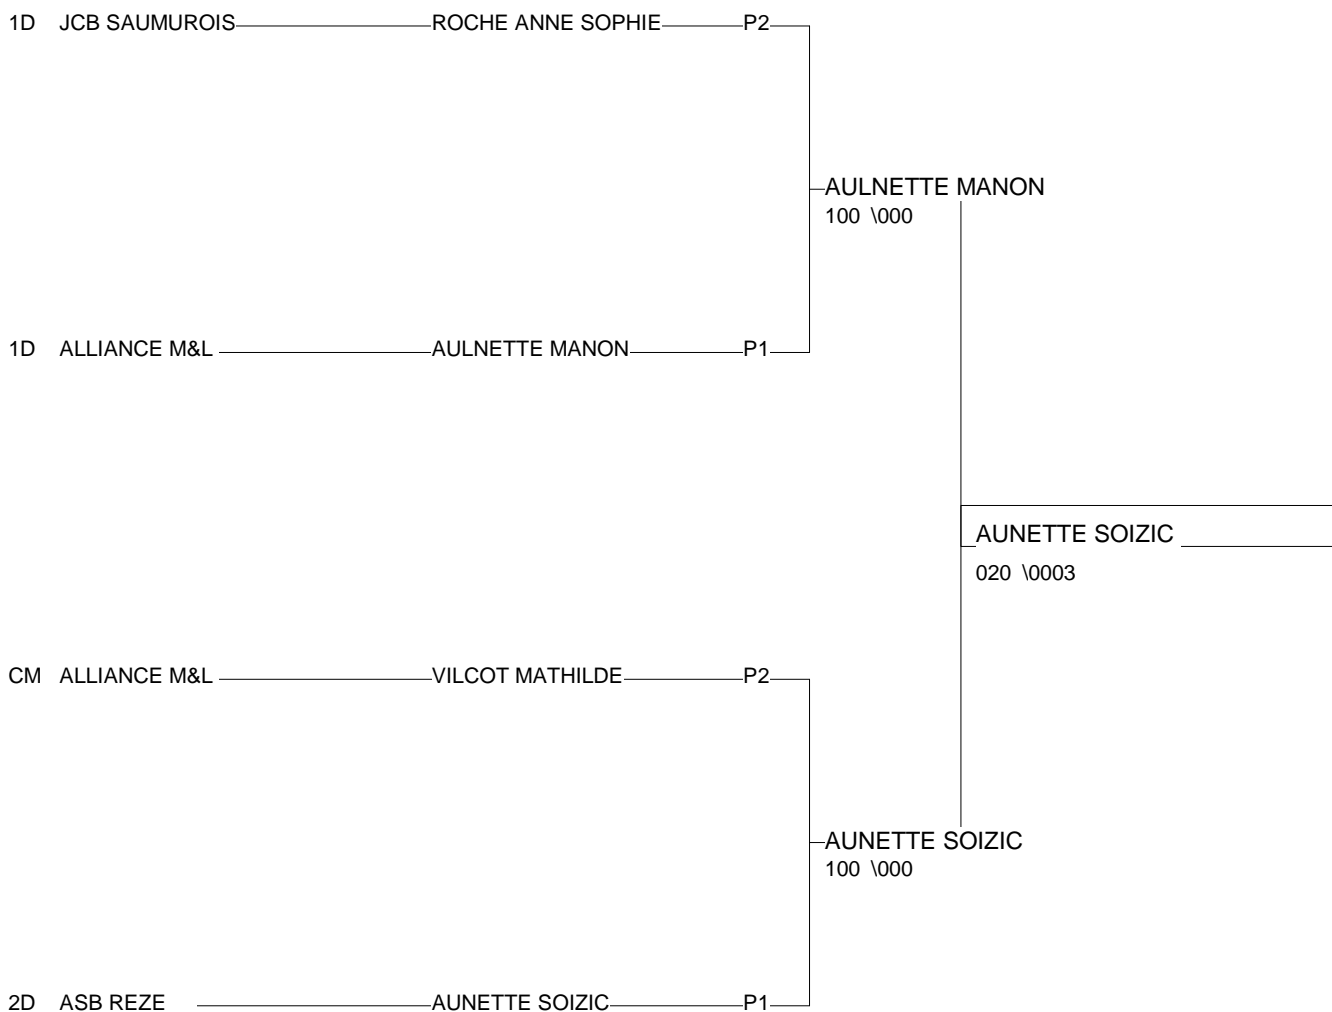 1D JCB SAUMUROIS ROCHE ANNE SOPHIE P2
AULNETTE MANON
100 \000
1D ALLIANCE M&L AULNETTE MANON P1
AUNETTE SOIZIC
020 \0003
CM ALLIANCE M&L VILCOT MATHILDE P2
AUNETTE SOIZIC
100 \000
2D ASB REZE AUNETTE SOIZIC P1